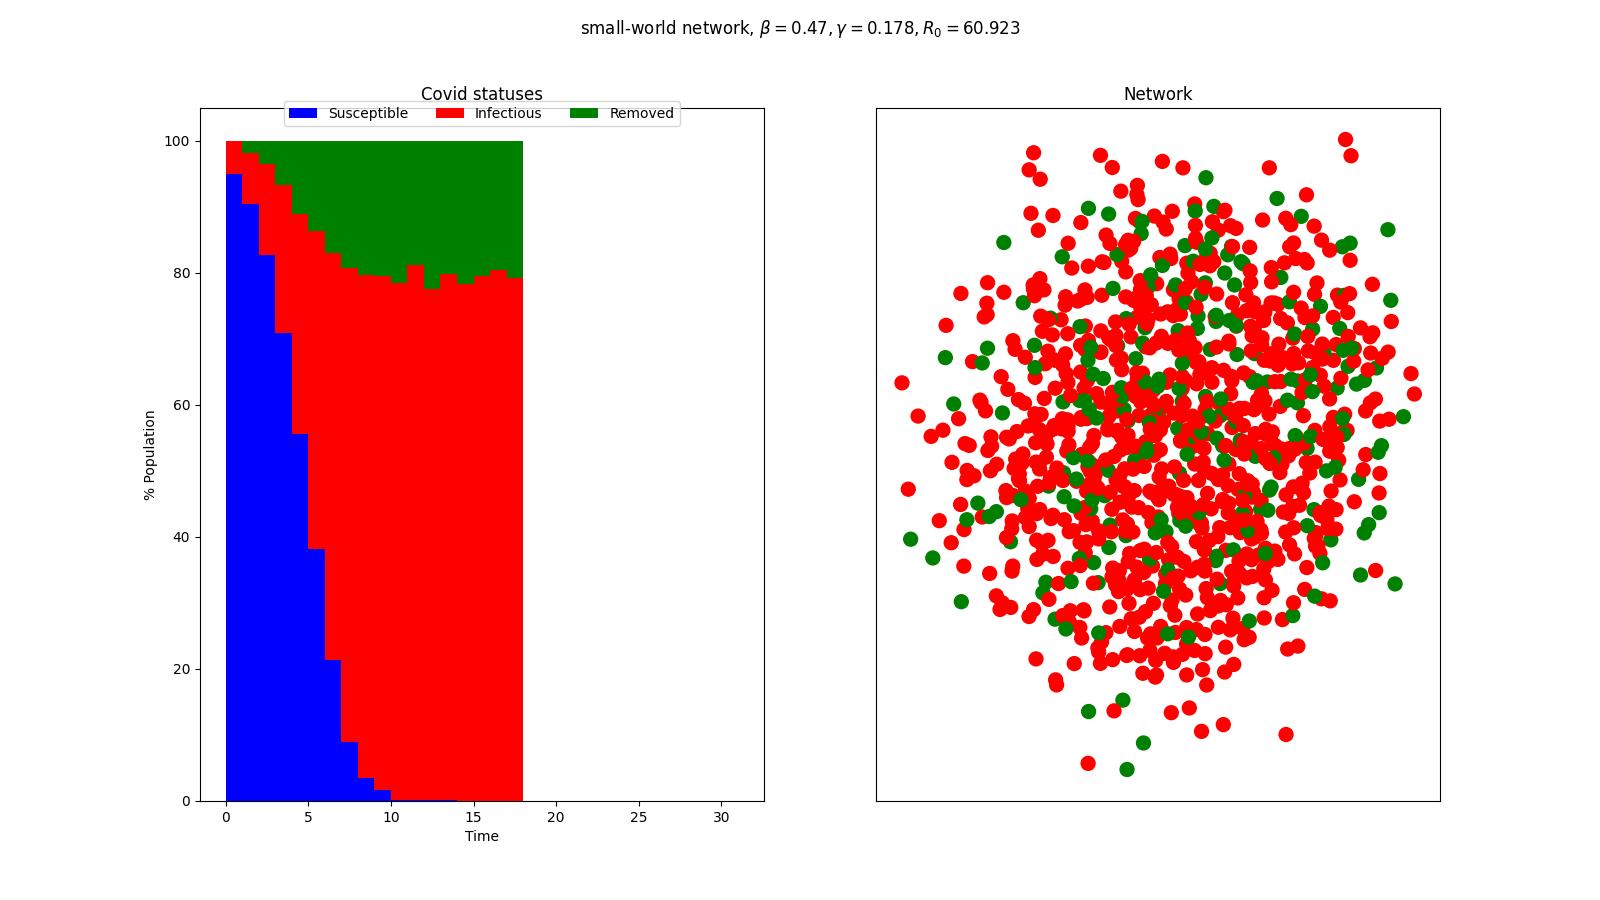 small-world network, β = 0.47, γ = 0.178, R₀ = 60.923
Covid statuses
Susceptible Infectious Removed
100
80
60
40
20
0
% Population
0 5 10 15 20 25 30
Time
Network